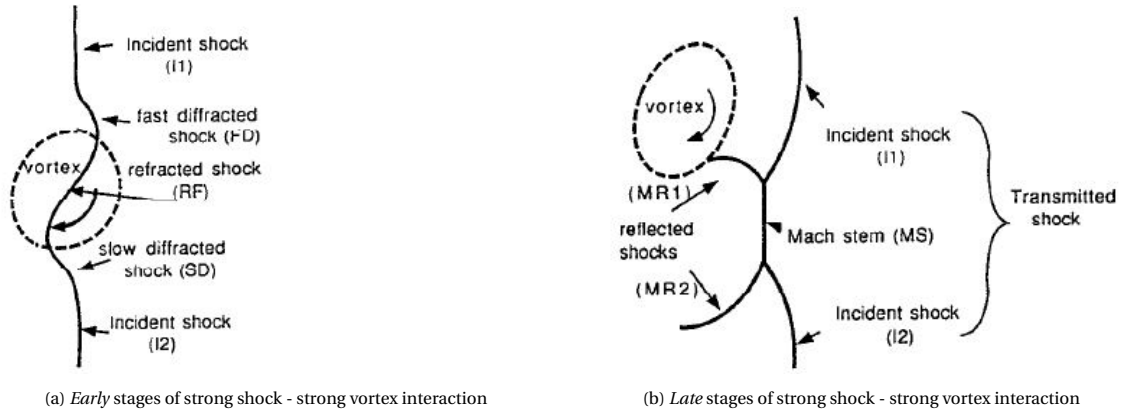 Incident shock
(I1)
fast diffracted
shock (FD)
vortex
refracted shock
(RF)
slow diffracted
shock (SD)
Incident shock
(I2)
(a) Early stages of strong shock - strong vortex interaction
vortex
Incident shock
(I1)
(MR1)
reflected
shocks
(MR2)
Mach stem (MS)
Transmitted
shock
Incident shock
(I2)
(b) Late stages of strong shock - strong vortex interaction